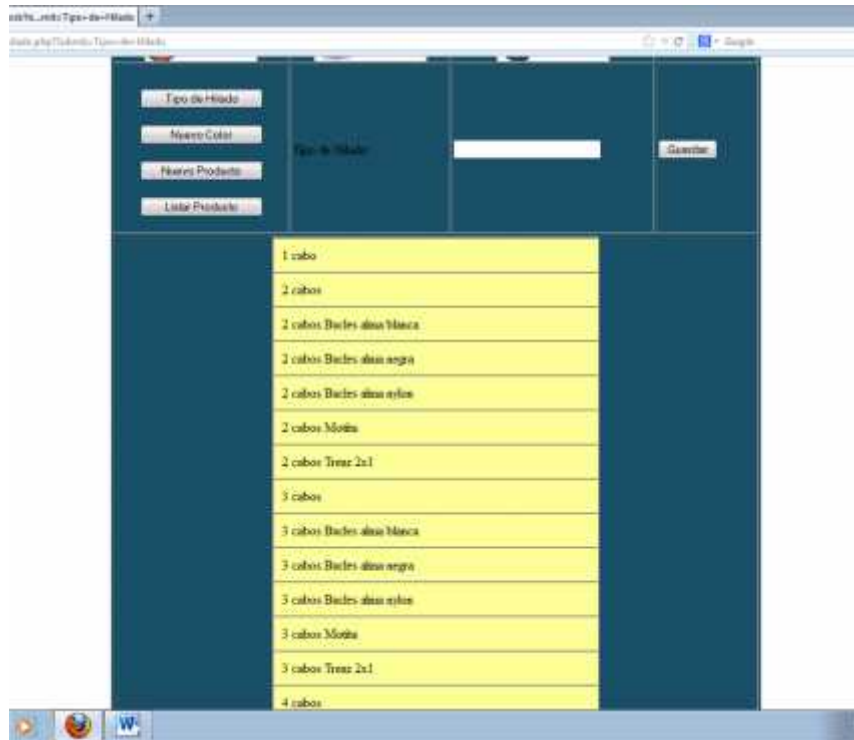 Tipo de Hilado
Nuevo Color
Tipo de Hilado
Guardar
Nuevo Producto
Listar Producto
1 cabo
2 cabos
2 cabos Bucles alma blanca
2 cabos Bucles alma negra
2 cabos Bucles alma nylon
2 cabos Motita
2 cabos Trenz 2x1
3 cabos
3 cabos Bucles alma blanca
3 cabos Bucles alma negra
3 cabos Bucles alma nylon
3 cabos Motita
3 cabos Trenz 2x1
4 cabos